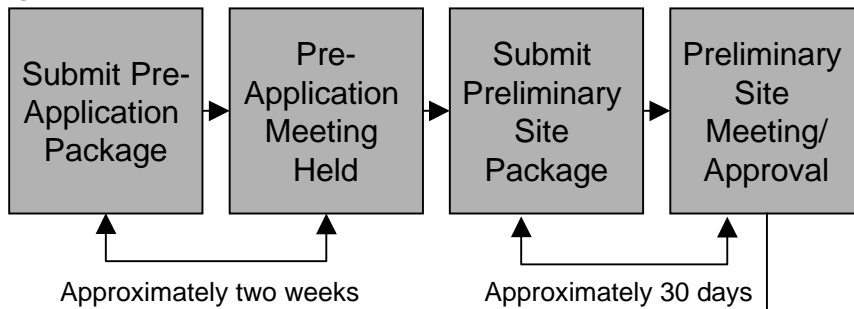 Submit Pre-
Application
Package
Pre-
Application
Meeting
Held
Submit
Preliminary
Site
Package
Preliminary
Site
Meeting/
Approval
Approximately two weeks
Approximately 30 days